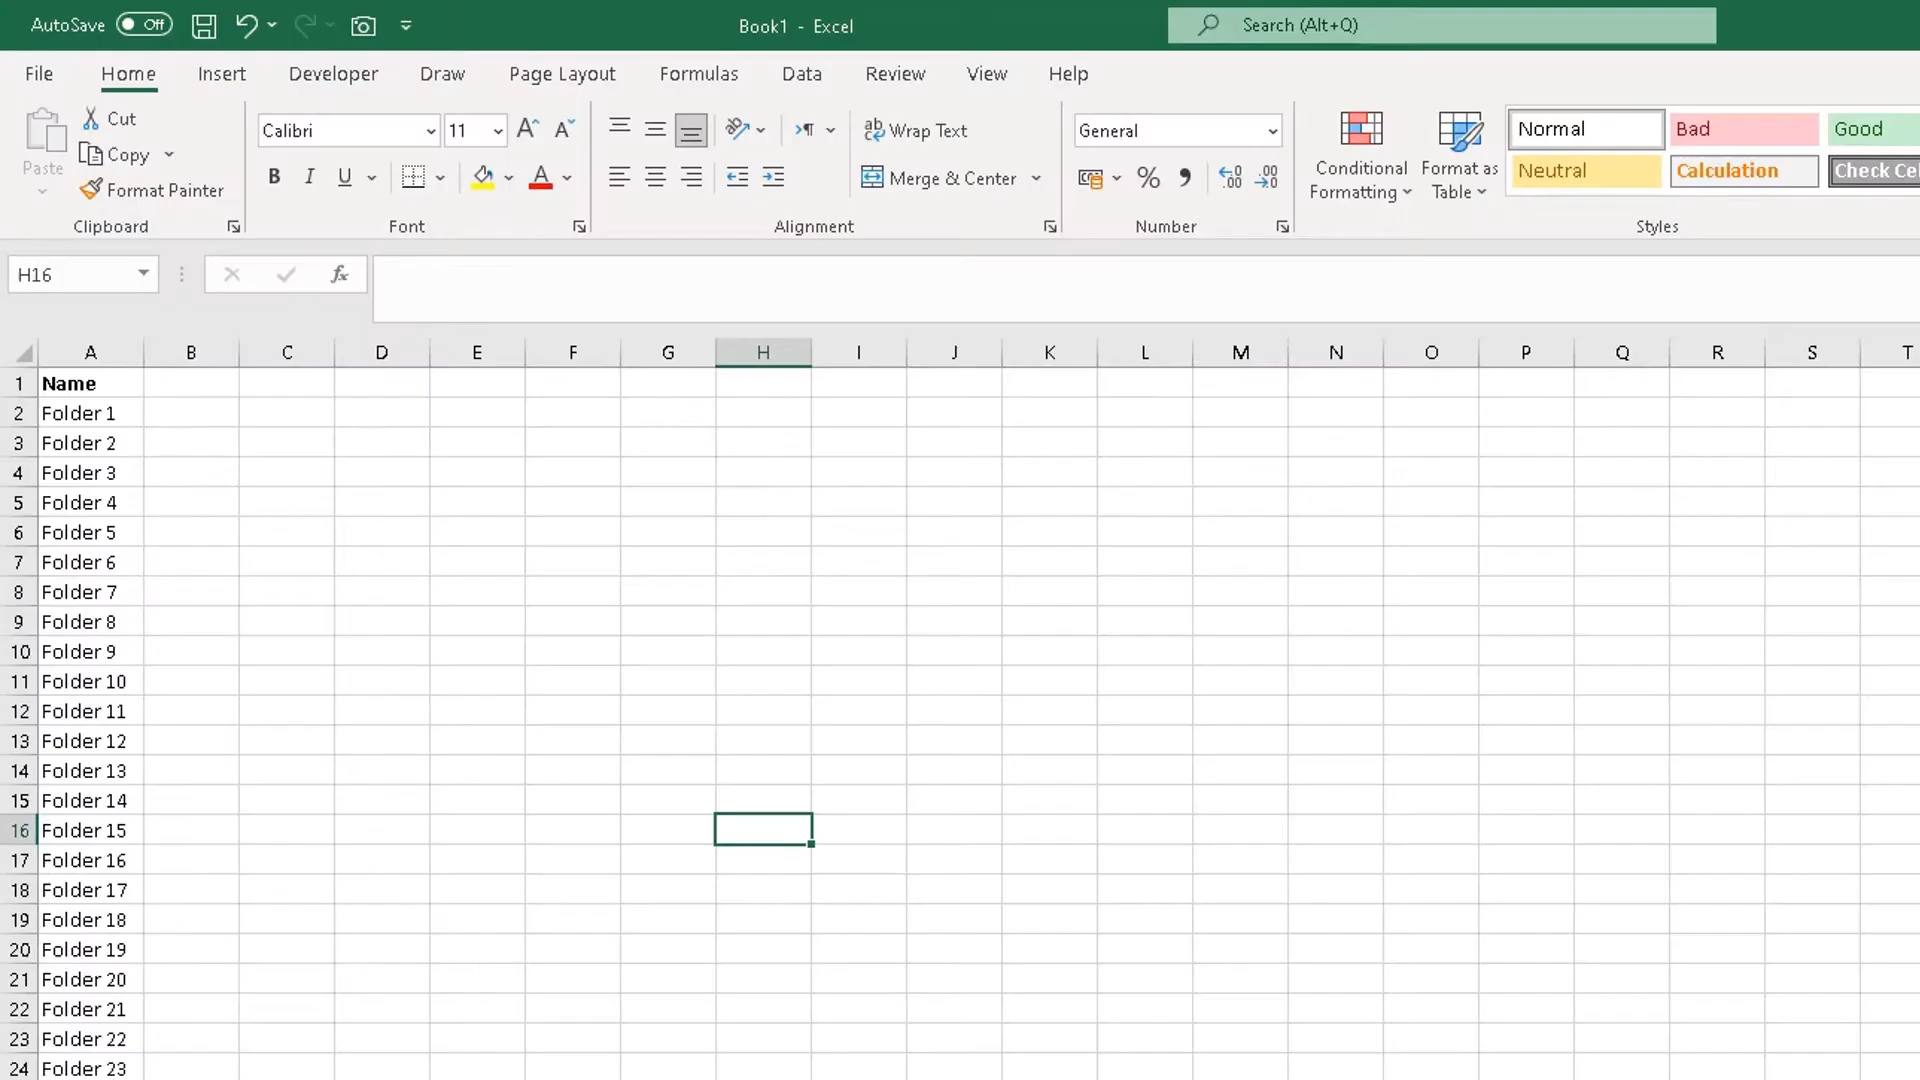 AutoSave Off Book1 - Excel Search (Alt+Q)
File Home Insert Developer Draw Page Layout Formulas Data Review View Help
Paste Cut
Copy
Format Painter
Clipboard
Calibri 11
B I U A
Font
ab Wrap Text
Merge & Center
Alignment
General
%
Number
Conditional Formatting
Format as Table
Normal Bad Good
Neutral Calculation Check Cel
Styles
H16 fx
A B C D E F G H I J K L M N O P Q R S T
1 Name
2 Folder 1
3 Folder 2
4 Folder 3
5 Folder 4
6 Folder 5
7 Folder 6
8 Folder 7
9 Folder 8
10 Folder 9
11 Folder 10
12 Folder 11
13 Folder 12
14 Folder 13
15 Folder 14
16 Folder 15
17 Folder 16
18 Folder 17
19 Folder 18
20 Folder 19
21 Folder 20
22 Folder 21
23 Folder 22
24 Folder 23